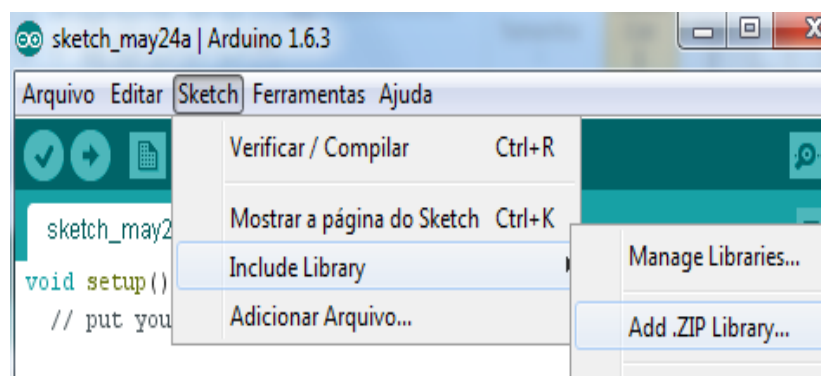 sketch_may24a | Arduino 1.6.3
Arquivo Editar Sketch Ferramentas Ajuda
Verificar / Compilar Ctrl+R
sketch_may2
Mostrar a página do Sketch Ctrl+K
void setup()
Include Library
Manage Libraries...
// put you
Adicionar Arquivo...
Add .ZIP Library...